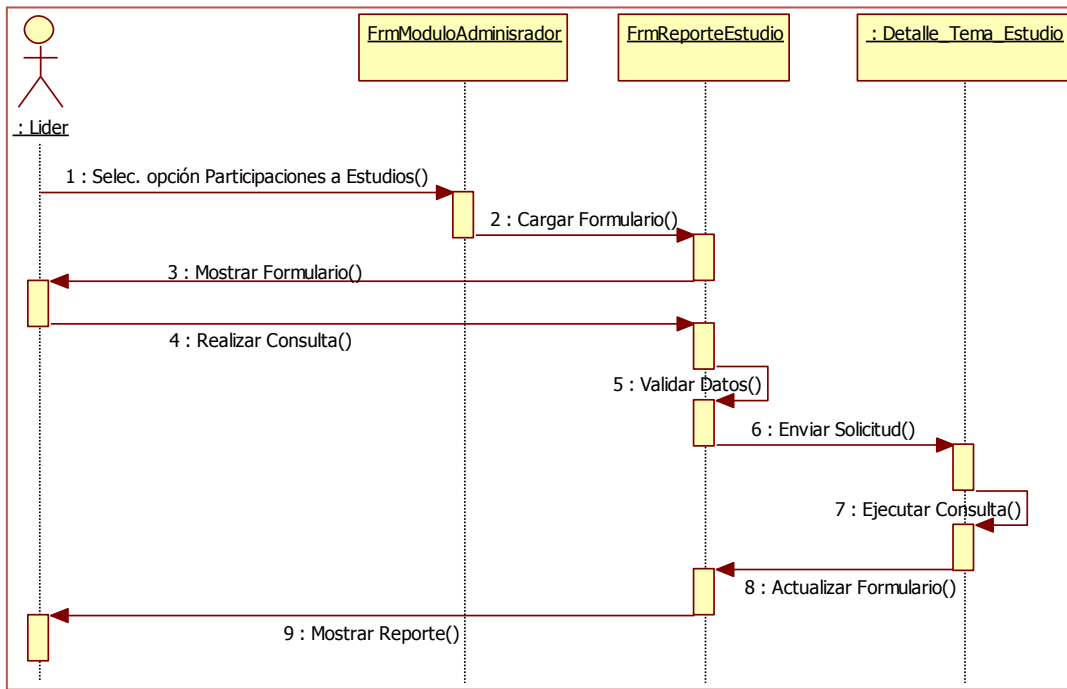 FrmModuloAdminisrador
FrmReporteEstudio
: Detalle_Tema_Estudio
: Lider
1 : Selec. opción Participaciones a Estudios()
2 : Cargar Formulario()
3 : Mostrar Formulario()
4 : Realizar Consulta()
5 : Validar Datos()
6 : Enviar Solicitud()
7 : Ejecutar Consulta()
8 : Actualizar Formulario()
9 : Mostrar Reporte()